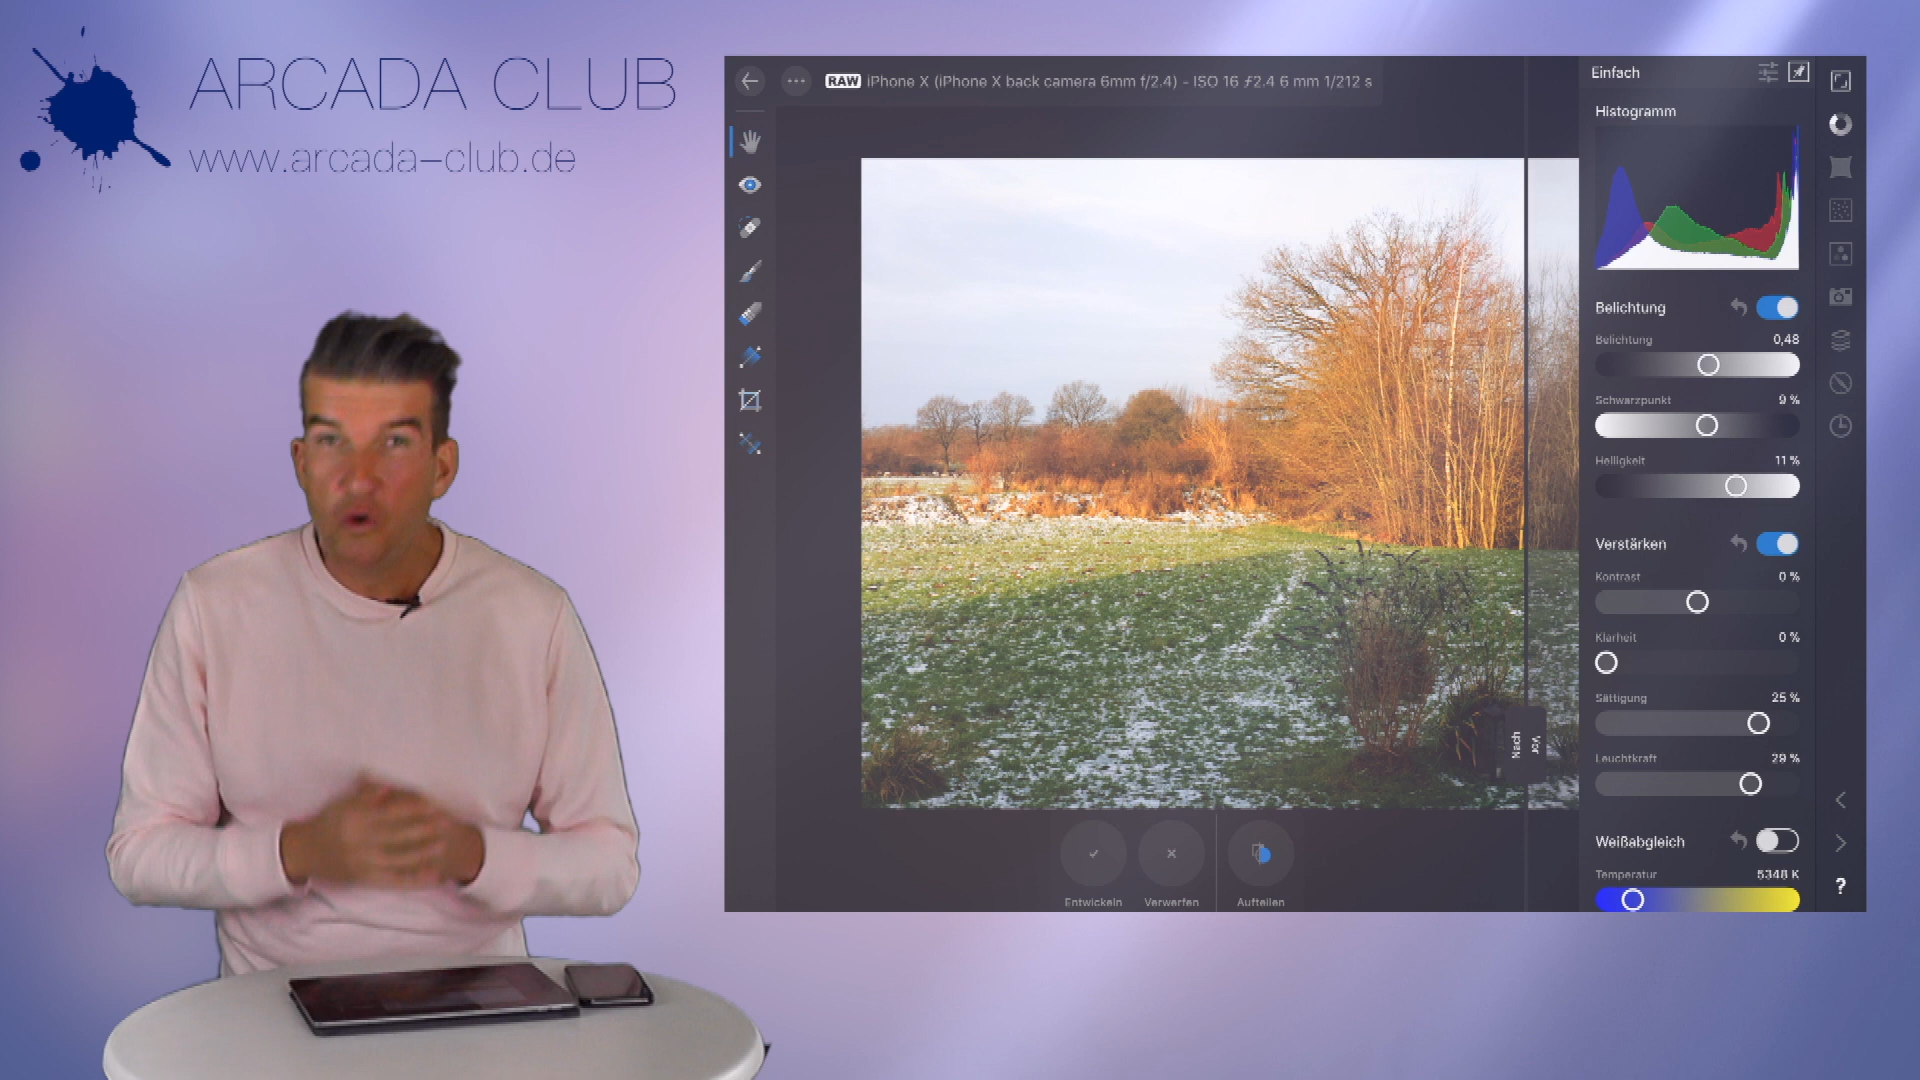 ARCADA CLUB
www.arcada-club.de
RAW iPhone X (iPhone X back camera 6mm f/2.4) - ISO 16 ƒ2.4 6 mm 1/212 s
Einfach
Histogramm
Belichtung
Belichtung 0,48
Schwarzpunkt 9 %
Helligkeit 11 %
Verstärken
Kontrast 0 %
Klarheit 0 %
Sättigung 25 %
Leuchtkraft 29 %
Weißabgleich
Temperatur 5348 K
Nach
Vor
Entwickeln
Verwerfen
Aufteilen
?